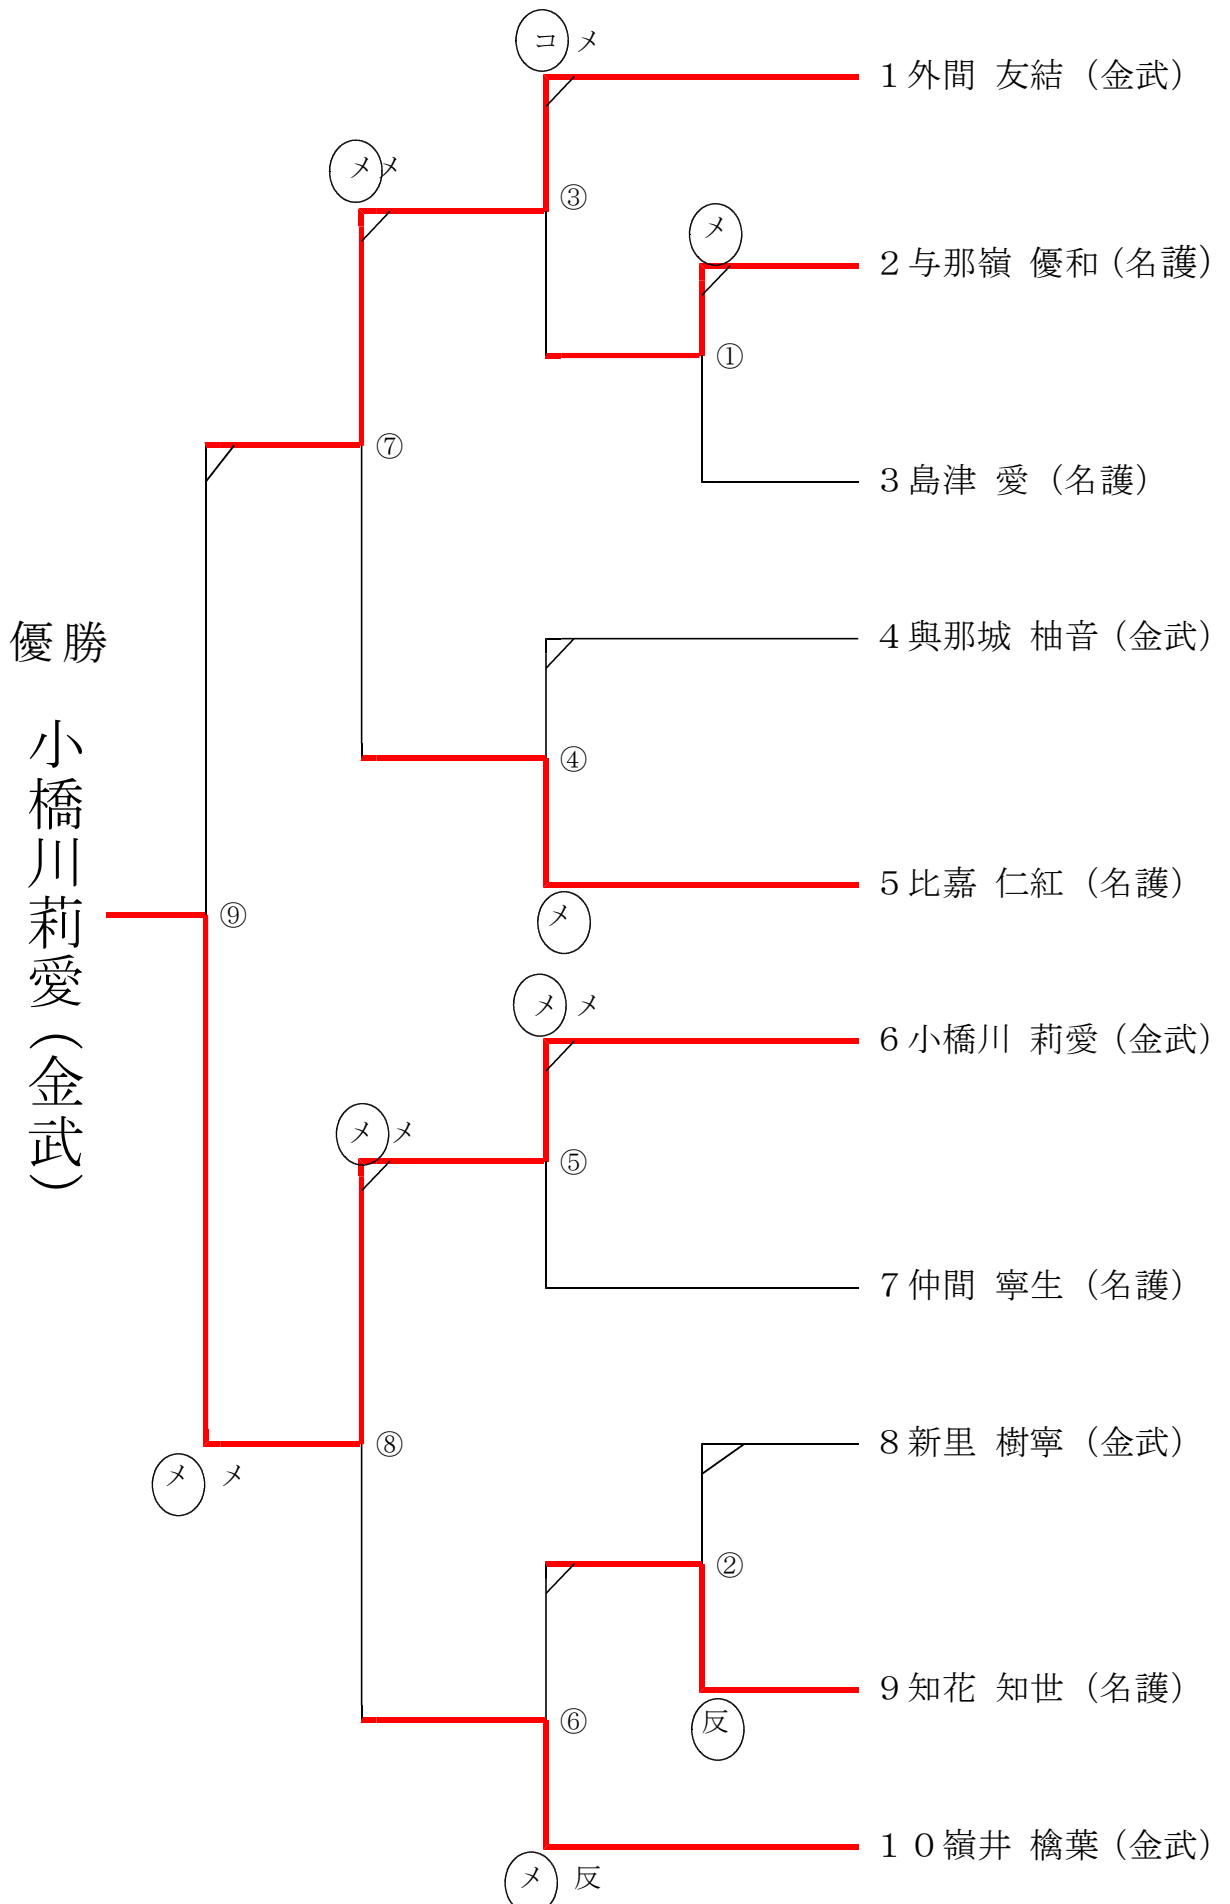 コ メ
１外間 友結（金武）
メメ
③
メ
２与那嶺 優和（名護）
①
⑦
３島津 愛（名護）
優勝
４與那城 柚音（金武）
小橋川莉愛（金武）
④
５比嘉 仁紅（名護）
メ
⑨
メ メ
６小橋川 莉愛（金武）
メ メ
⑤
７仲間 寧生（名護）
⑧
８新里 樹寧（金武）
メ メ
②
９知花 知世（名護）
反
⑥
１０嶺井 檎葉（金武）
メ 反